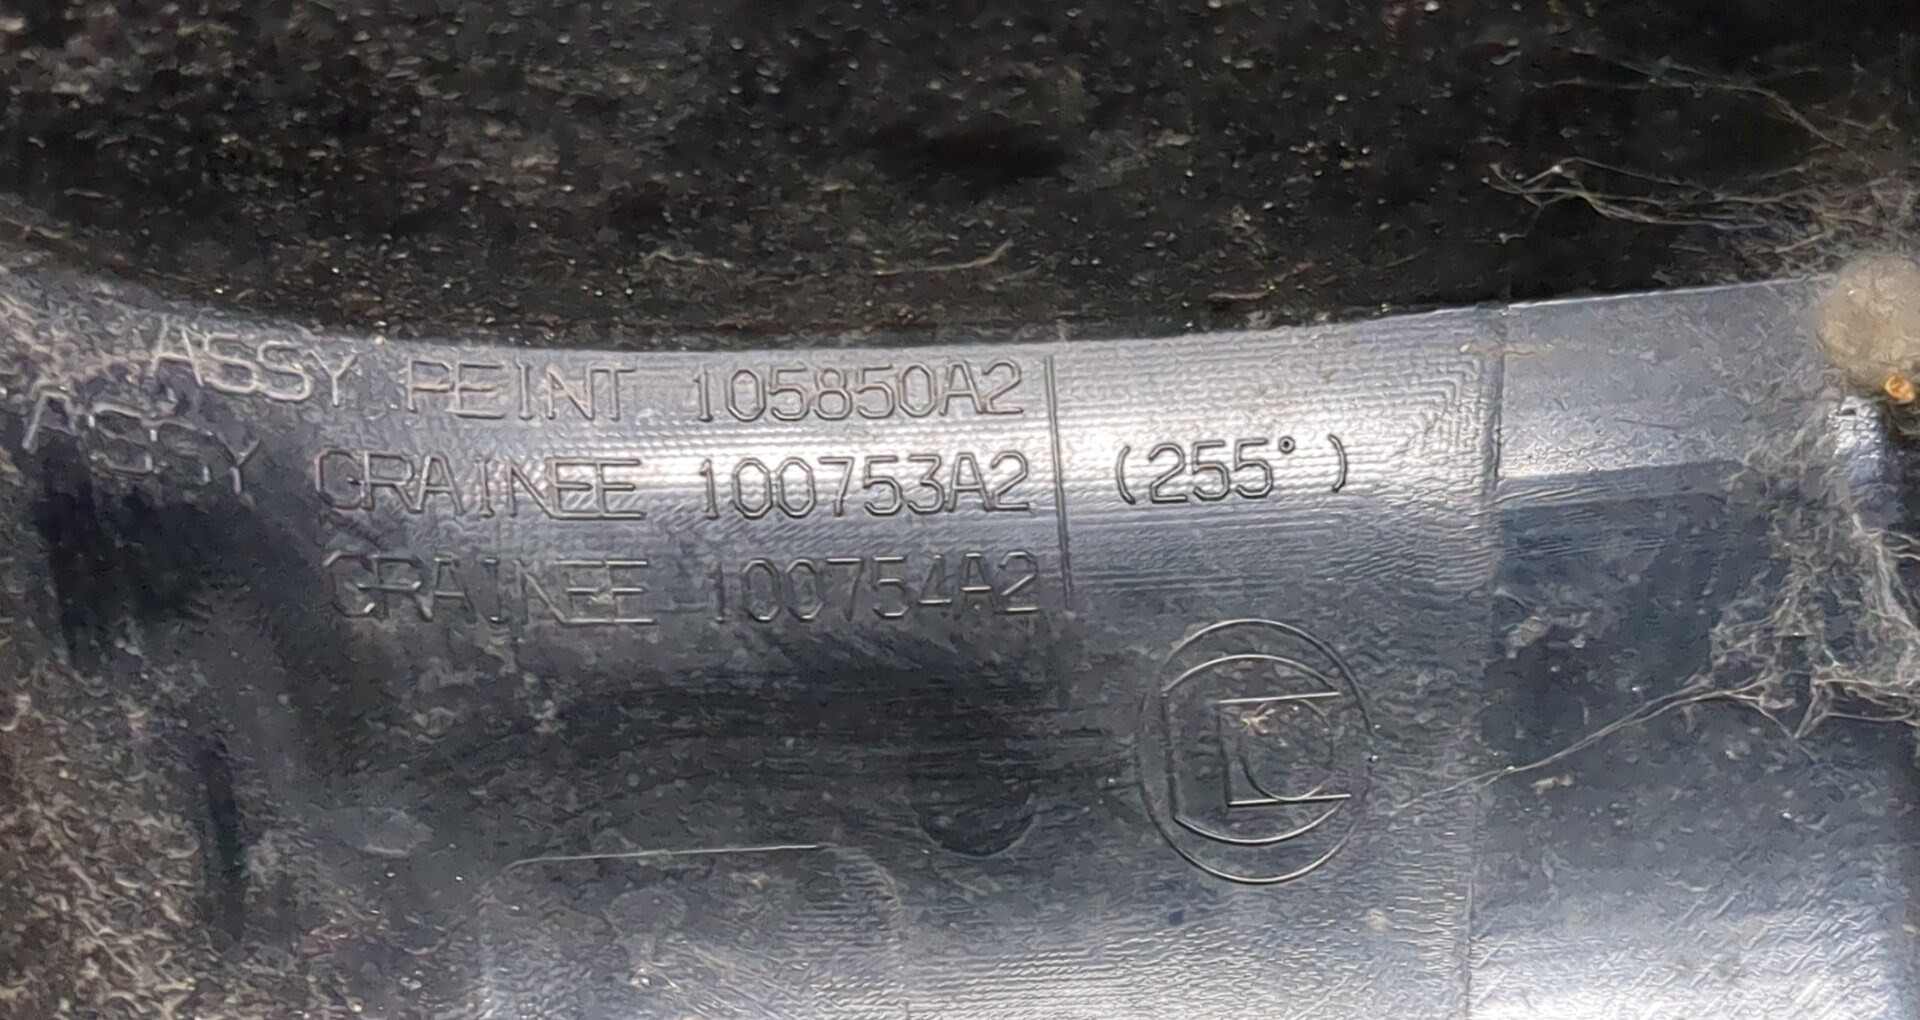 ASSY PEINT 105850A2
ASSY GRAINEE 100753A2 (255°)
GRAINEE 100754A2